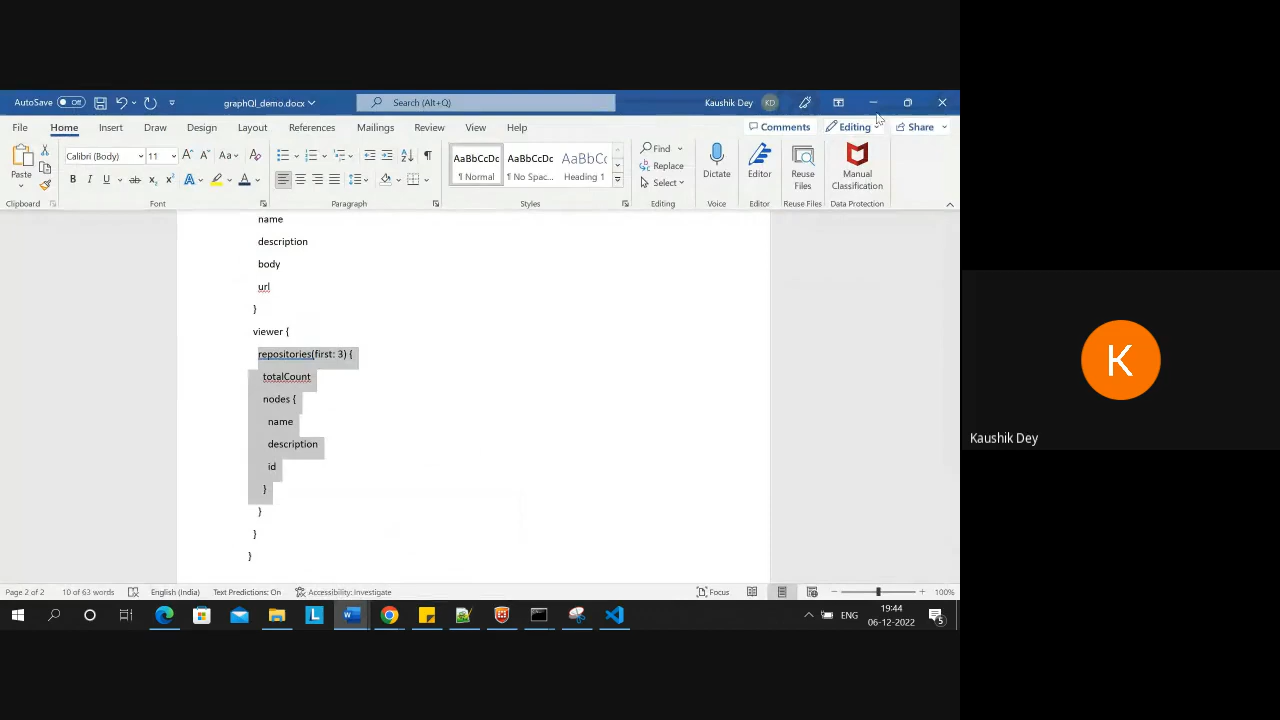 AutoSave Off graphQl_demo.docx Search (Alt+Q) Kaushik Dey KD
File Home Insert Draw Design Layout References Mailings Review View Help Comments Editing Share
Paste Calibri (Body) 11 Aa AaBbCcDc AaBbCcDc AaBbCc Find Replace Select Dictate Editor Reuse Files Manual Classification
¶ Normal ¶ No Spac... Heading 1
Clipboard Font Paragraph Styles Editing Voice Editor Reuse Files Data Protection
name
description
body
url
}
viewer {
repositories(first: 3) {
totalCount
nodes {
name
description
id
}
}
}
}
Page 2 of 2 10 of 63 words English (India) Text Predictions: On Accessibility: Investigate Focus 100%
L ENG 19:44
06-12-2022 5
K
Kaushik Dey